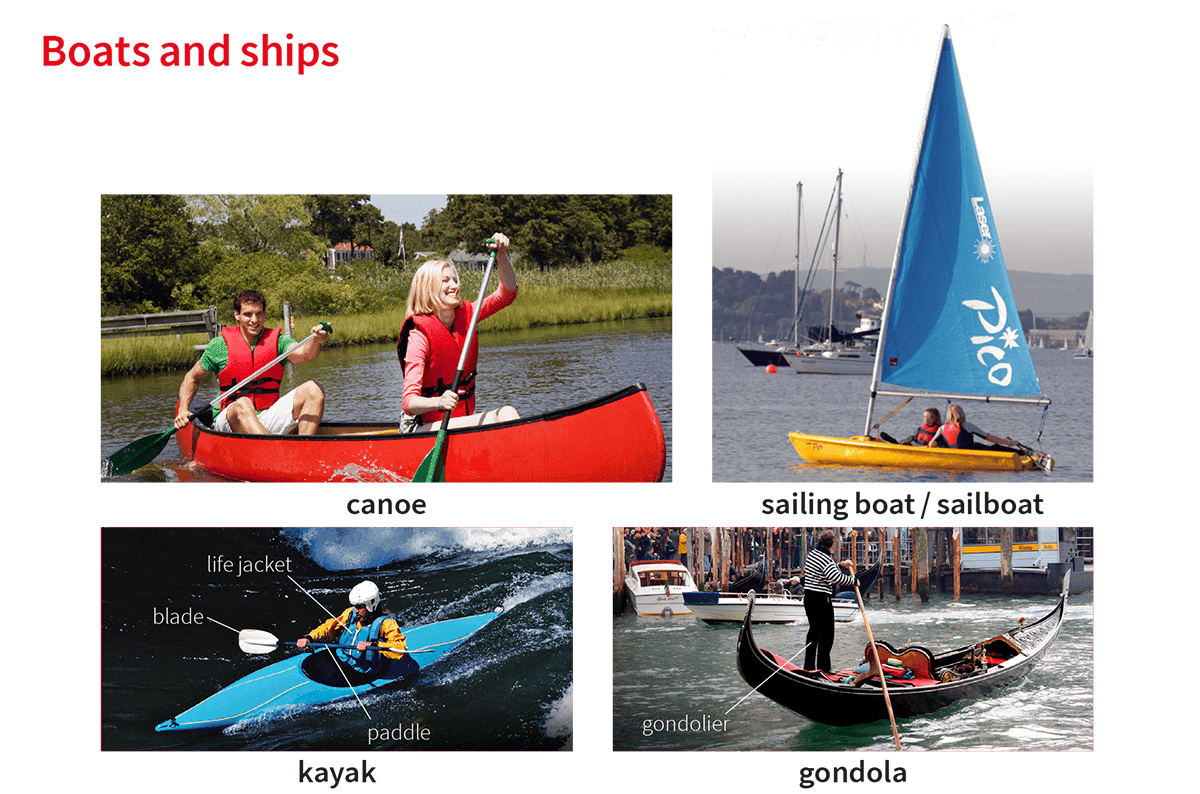 Boats and ships
Laser
PiCO
canoe
sailing boat / sailboat
life jacket
blade
paddle
kayak
gondolier
gondola